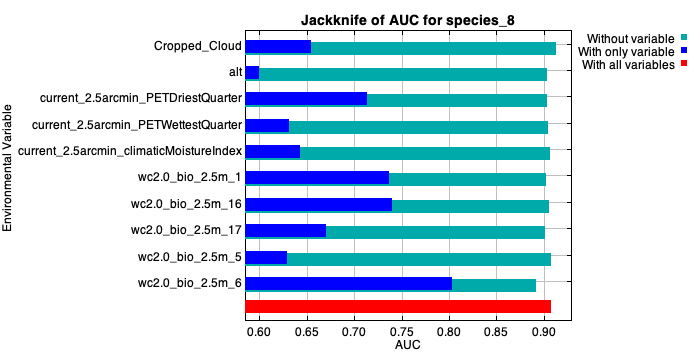 Jackknife of AUC for species_8
Without variable
With only variable
With all variables
Environmental Variable
Cropped_Cloud
alt
current_2.5arcmin_PETDriestQuarter
current_2.5arcmin_PETWettestQuarter
current_2.5arcmin_climaticMoistureIndex
wc2.0_bio_2.5m_1
wc2.0_bio_2.5m_16
wc2.0_bio_2.5m_17
wc2.0_bio_2.5m_5
wc2.0_bio_2.5m_6
0.60 0.65 0.70 0.75 0.80 0.85 0.90
AUC